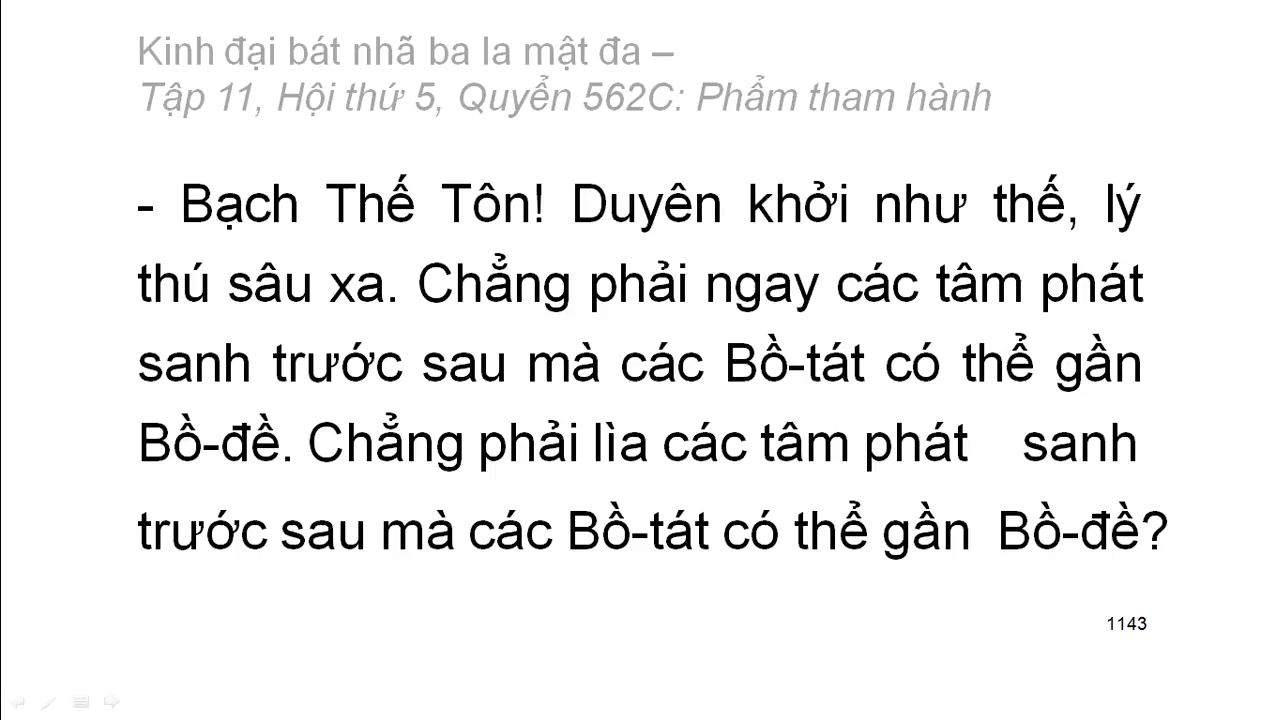 Kinh đại bát nhã ba la mật đa –
Tập 11, Hội thứ 5, Quyển 562C: Phẩm tham hành
- Bạch Thế Tôn! Duyên khởi như thế, lý
thú sâu xa. Chẳng phải ngay các tâm phát
sanh trước sau mà các Bồ-tát có thể gần
Bồ-đề. Chẳng phải lìa các tâm phát sanh
trước sau mà các Bồ-tát có thể gần Bồ-đề?
1143